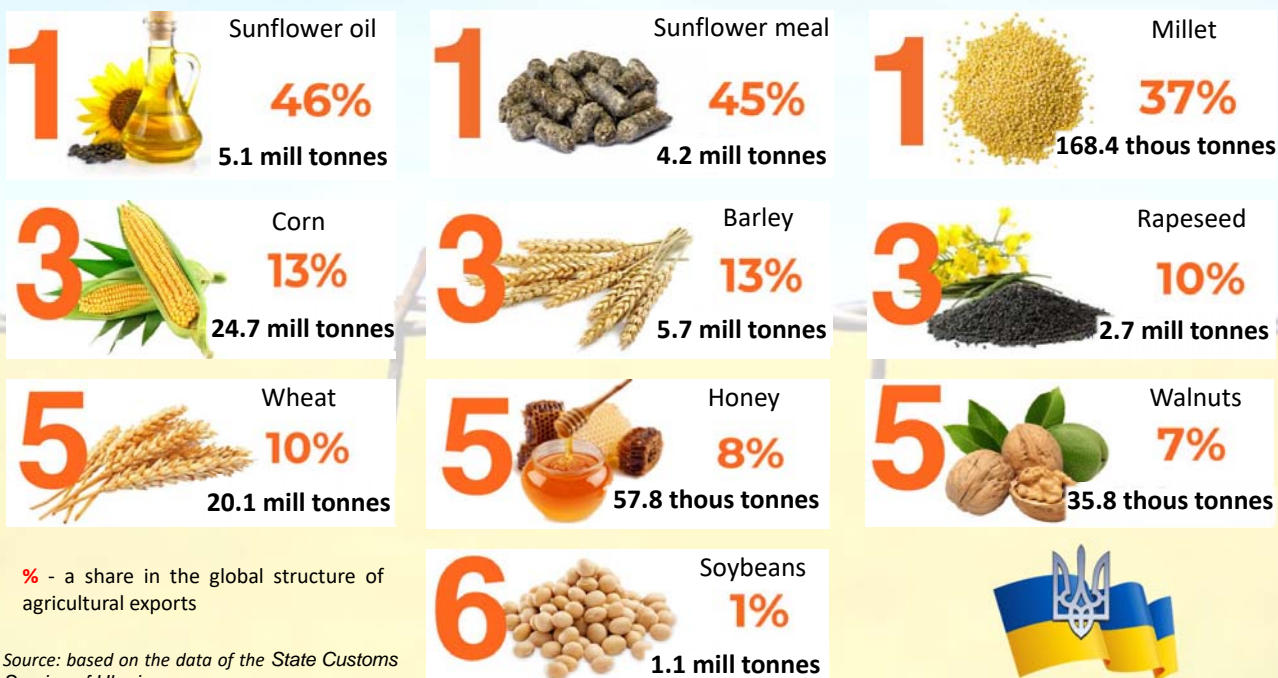 1
Sunflower oil
46%
5.1 mill tonnes
1
Sunflower meal
45%
4.2 mill tonnes
1
Millet
37%
168.4 thous tonnes
3
Corn
13%
24.7 mill tonnes
3
Barley
13%
5.7 mill tonnes
3
Rapeseed
10%
2.7 mill tonnes
5
Wheat
10%
20.1 mill tonnes
5
Honey
8%
57.8 thous tonnes
5
Walnuts
7%
35.8 thous tonnes
% - a share in the global structure of
agricultural exports
Source: based on the data of the State Customs
6
Soybeans
1%
1.1 mill tonnes